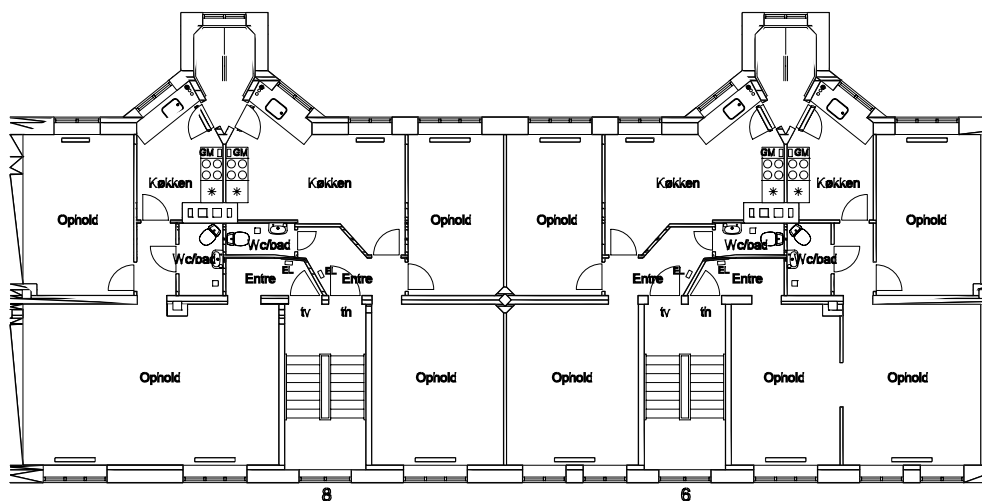 GM GM GM GM
Køkken Køkken Køkken Køkken
Ophold Ophold Ophold Ophold
Wc/bad Wc/bad Wc/bad Wc/bad
EL EL EL EL
Entre Entre Entre Entre
tv th tv th
Ophold Ophold Ophold Ophold Ophold
8 6